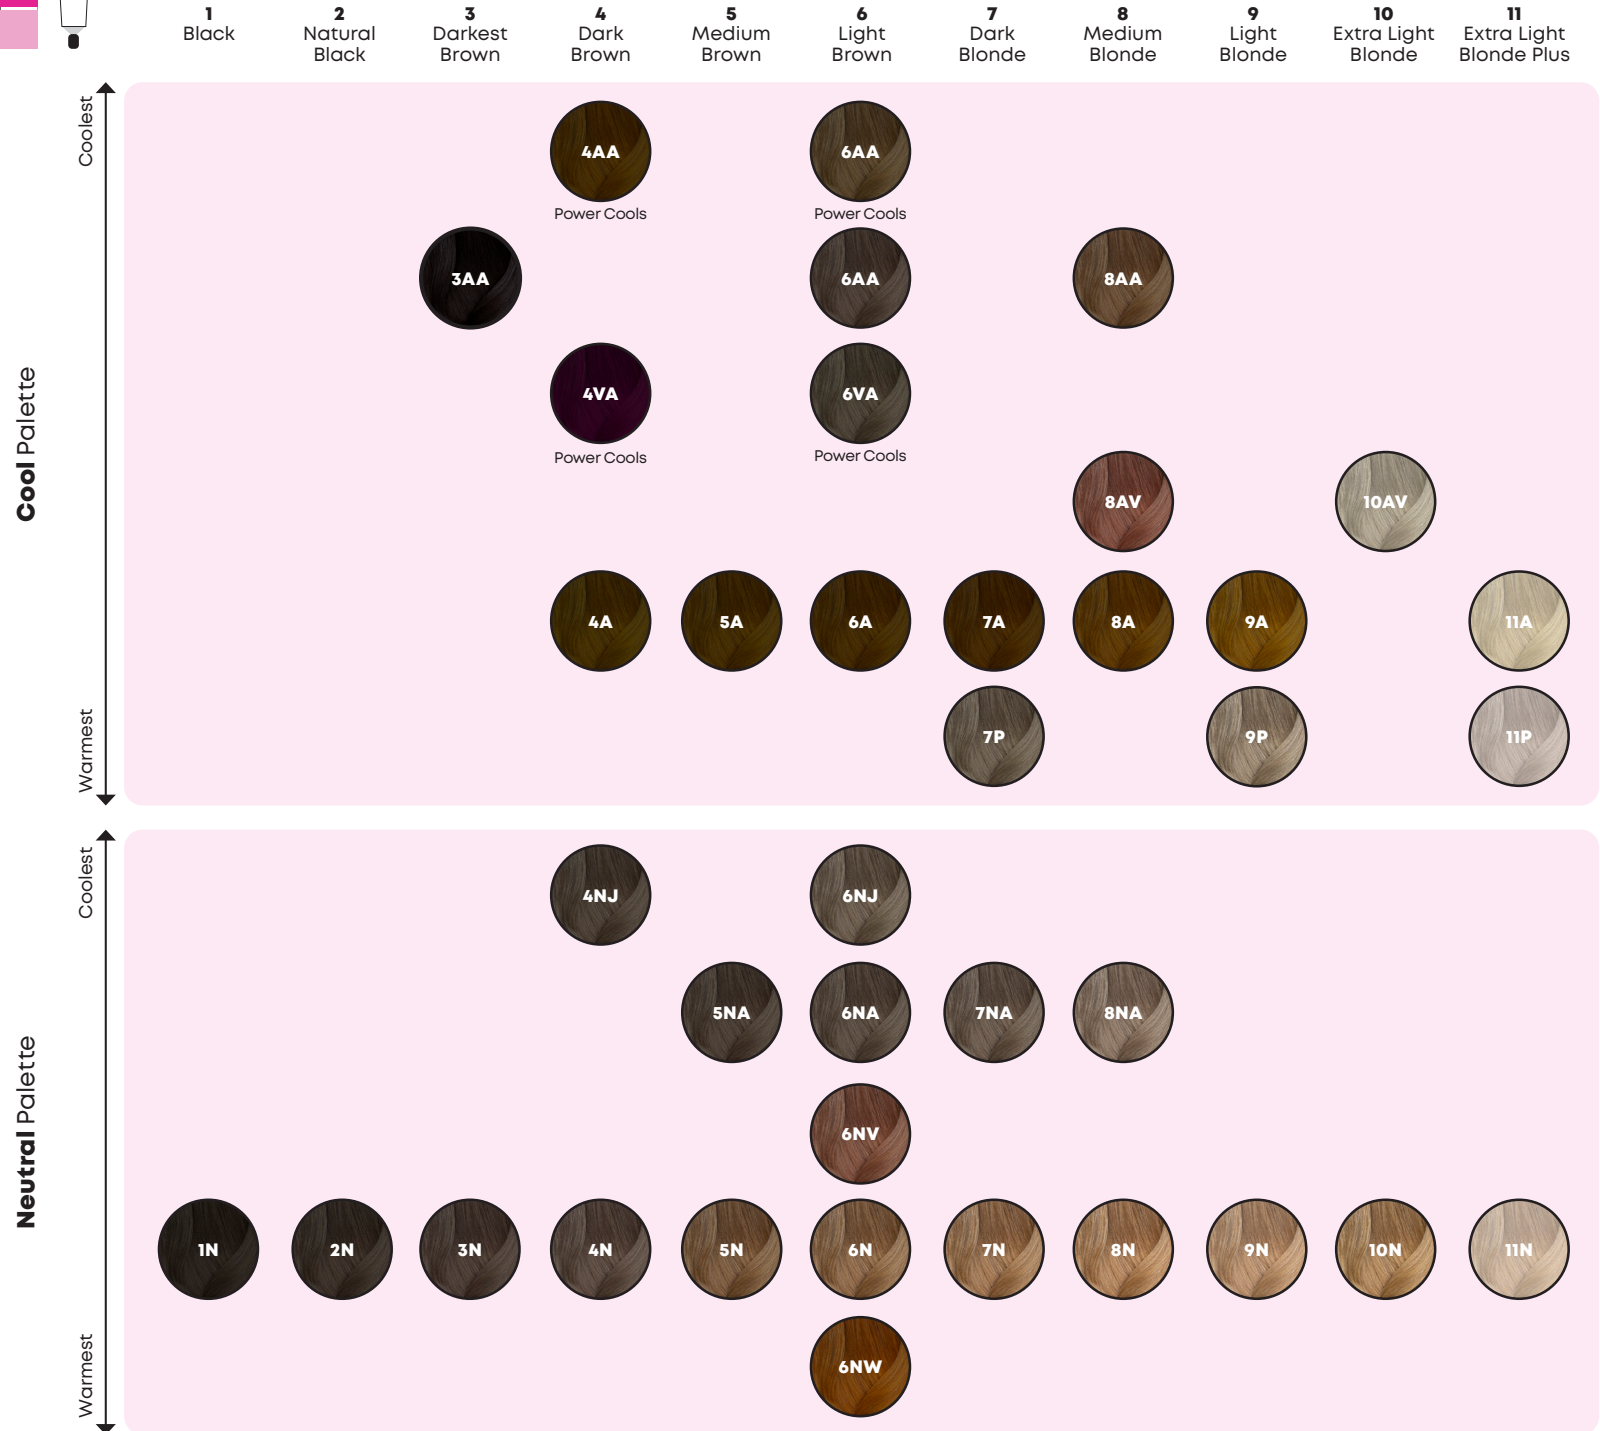 1 2 3 4 5 6 7 8 9 10 11
Black Natural Darkest Dark Medium Light Dark Medium Light Extra Light Extra Light
Black Brown Brown Brown Brown Blonde Blonde Blonde Blonde Blonde Plus
Cool Palette
Coolest
4AA 6AA
Power Cools Power Cools
3AA 6AA 8AA
4VA 6VA
Power Cools Power Cools
8AV 10AV
4A 5A 6A 7A 8A 9A 11A
7P 9P 11P
Warmest
Neutral Palette
Coolest
4NJ 6NJ
5NA 6NA 7NA 8NA
6NV
1N 2N 3N 4N 5N 6N 7N 8N 9N 10N 11N
6NW
Warmest